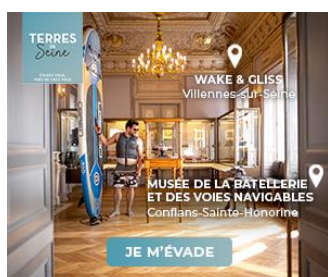 TERRES
DE
Seine
WAKE & GLISS
Villennes-sur-Seine
MUSÉE DE LA BATELLERIE
ET DES VOIES NAVIGABLES
Conflans-Sainte-Honorine
JE M'ÉVADE